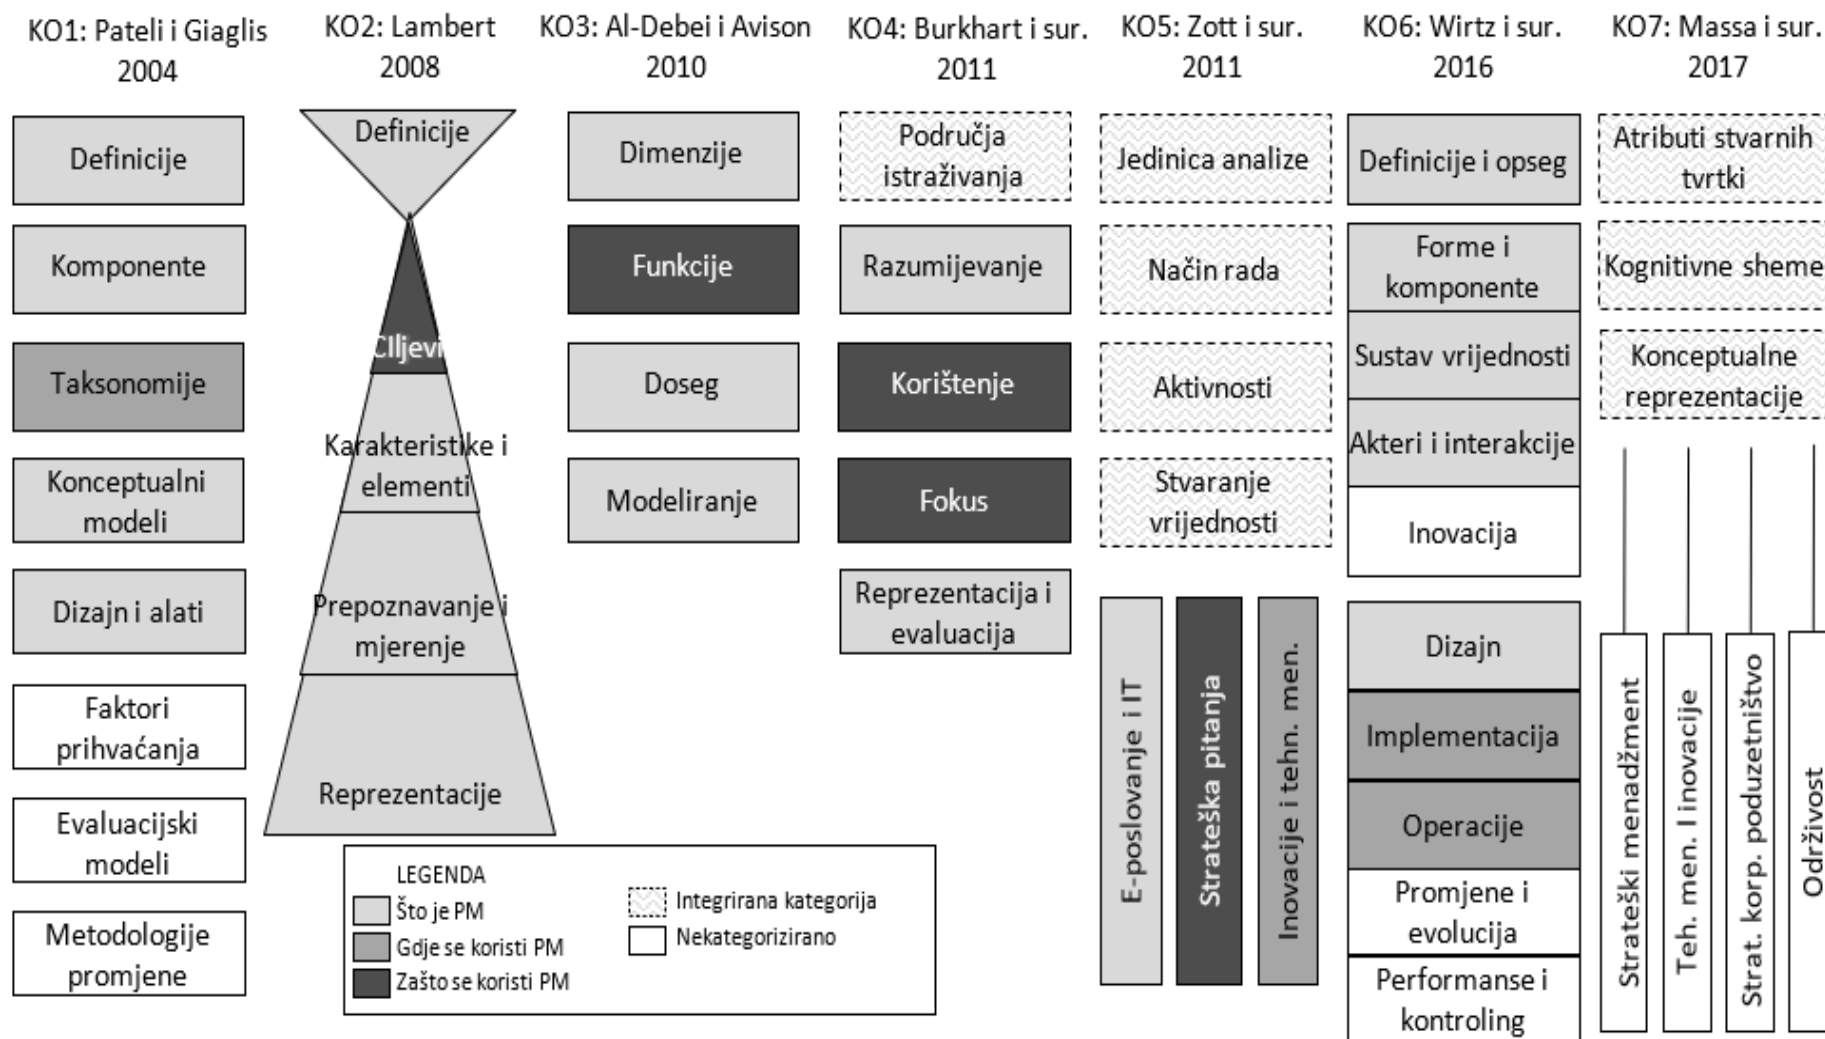 KO1: Pateli i Giaglis
2004
Definicije
Komponente
Taksonomije
Konceptualni
modeli
Dizajn i alati
Faktori
prihvaćanja
Evaluacijski
modeli
Metodologije
promjene
KO2: Lambert
2008
Definicije
CIljevi
Karakteristike i
elementi
Prepoznavanje i
mjerenje
Reprezentacije
KO3: Al-Debei i Avison
2010
Dimenzije
Funkcije
Doseg
Modeliranje
KO4: Burkhart i sur.
2011
Područja
istraživanja
Razumijevanje
Korištenje
Fokus
Reprezentacija i
evaluacija
KO5: Zott i sur.
2011
Jedinica analize
Način rada
Aktivnosti
Stvaranje
vrijednosti
E-poslovanje i IT
Strateška pitanja
Inovacije i tehn. men.
KO6: Wirtz i sur.
2016
Definicije i opseg
Forme i
komponente
Sustav vrijednosti
Akteri i interakcije
Inovacija
Dizajn
Implementacija
Operacije
Promjene i
evolucija
Performanse i
kontroling
KO7: Massa i sur.
2017
Atributi stvarnih
tvrtki
Kognitivne sheme
Konceptualne
reprezentacije
Strateški menadžment
Teh. men. I inovacije
Strat. korp. poduzetništvo
Održivost
LEGENDA
Što je PM
Gdje se koristi PM
Zašto se koristi PM
Integrirana kategorija
Nekategorizirano